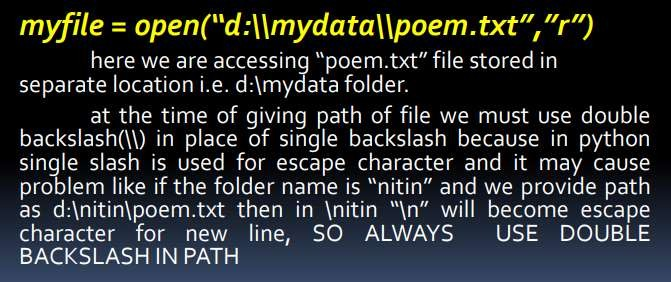 myfile = open(“d:\\mydata\\poem.txt”,”r”)
here we are accessing “poem.txt” file stored in
separate location i.e. d:\mydata folder.
at the time of giving path of file we must use double
backslash(\\) in place of single backslash because in python
single slash is used for escape character and it may cause
problem like if the folder name is “nitin” and we provide path
as d:\nitin\poem.txt then in \nitin “\n” will become escape
character for new line, SO ALWAYS USE DOUBLE
BACKSLASH IN PATH